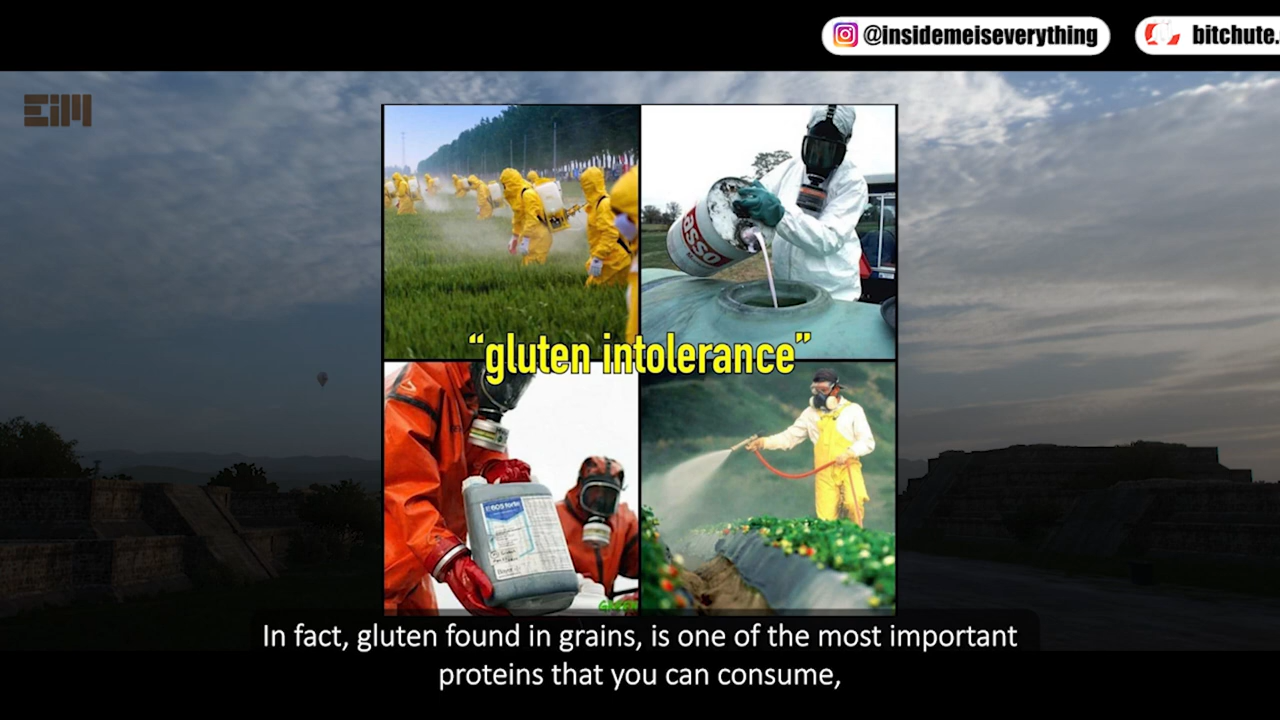 @insidemeiseverything
bitchute.
EiM
asso
"gluten intolerance"
In fact, gluten found in grains, is one of the most important
proteins that you can consume,